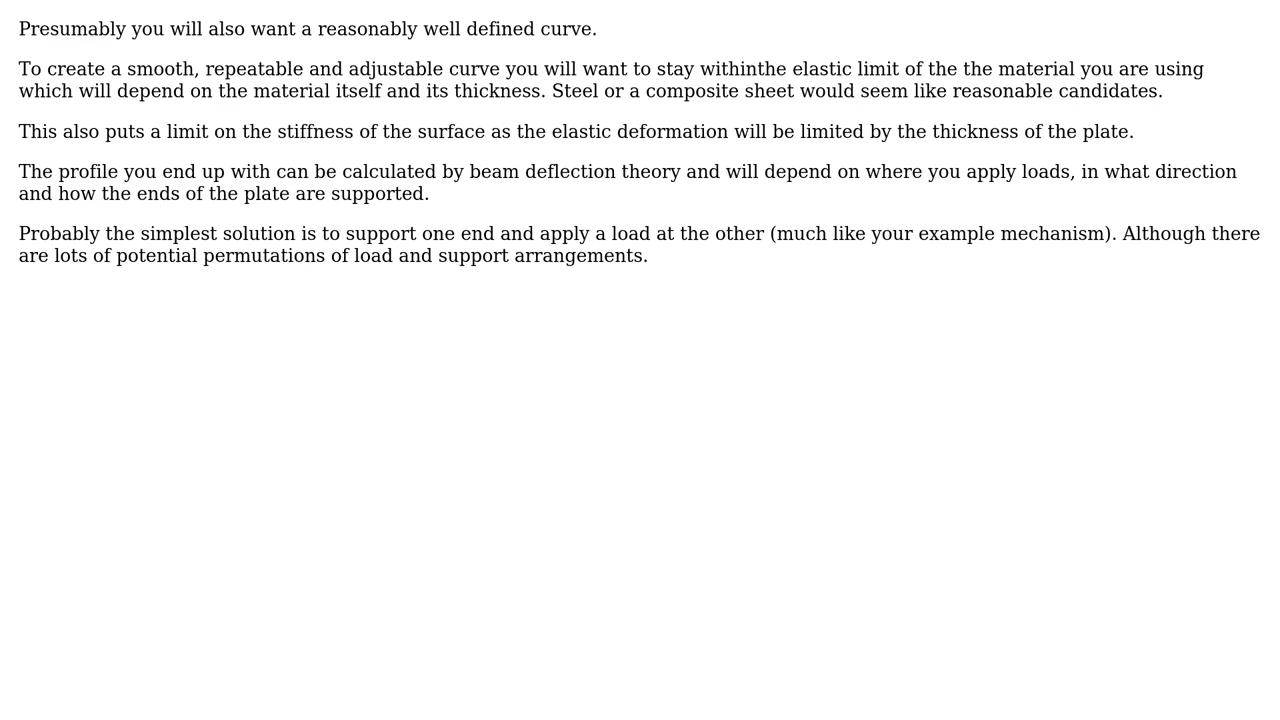 Presumably you will also want a reasonably well defined curve.
To create a smooth, repeatable and adjustable curve you will want to stay withinthe elastic limit of the the material you are using
which will depend on the material itself and its thickness. Steel or a composite sheet would seem like reasonable candidates.
This also puts a limit on the stiffness of the surface as the elastic deformation will be limited by the thickness of the plate.
The profile you end up with can be calculated by beam deflection theory and will depend on where you apply loads, in what direction
and how the ends of the plate are supported.
Probably the simplest solution is to support one end and apply a load at the other (much like your example mechanism). Although there
are lots of potential permutations of load and support arrangements.